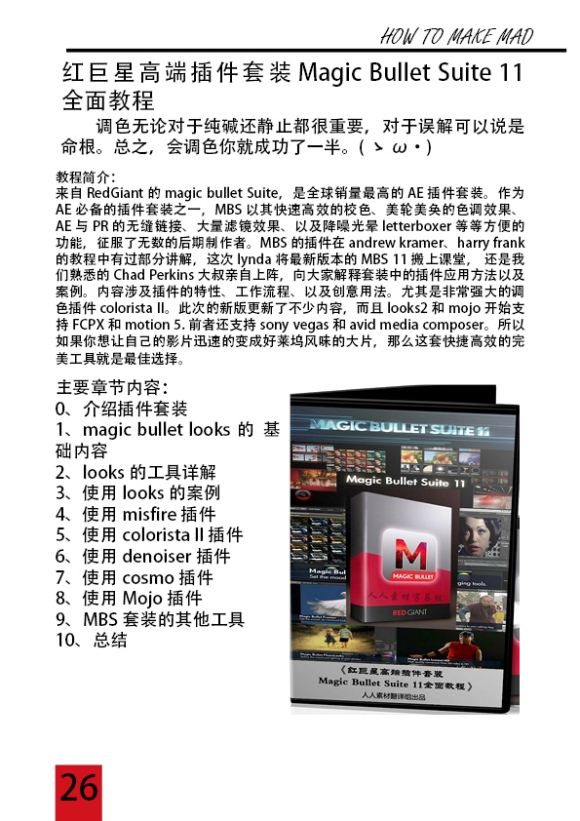 HOW TO MAKE MAD
红巨星高端插件套装 Magic Bullet Suite 11
全面教程
调色无论对于纯碱还静止都很重要，对于误解可以说是
命根。总之，会调色你就成功了一半。( ゝ ω・)
教程简介：
来自 RedGiant 的 magic bullet Suite，是全球销量最高的 AE 插件套装。作为
AE 必备的插件套装之一，MBS 以其快速高效的校色、美轮美奂的色调效果、
AE 与 PR 的无缝链接、大量滤镜效果、以及降噪光晕 letterboxer 等等方便的
功能，征服了无数的后期制作者。MBS 的插件在 andrew kramer、harry frank
的教程中有过部分讲解，这次 lynda 将最新版本的 MBS 11 搬上课堂， 还是我
们熟悉的 Chad Perkins 大叔亲自上阵，向大家解释套装中的插件应用方法以及
案例。内容涉及插件的特性、工作流程、以及创意用法。尤其是非常强大的调
色插件 colorista II。此次的新版更新了不少内容，而且 looks2 和 mojo 开始支
持 FCPX 和 motion 5. 前者还支持 sony vegas 和 avid media composer。所以
如果你想让自己的影片迅速的变成好莱坞风味的大片，那么这套快捷高效的完
美工具就是最佳选择。
主要章节内容：
0、介绍插件套装
1、magic bullet looks 的 基
础内容
2、looks 的工具详解
3、使用 looks 的案例
4、使用 misfire 插件
5、使用 colorista II 插件
6、使用 denoiser 插件
7、使用 cosmo 插件
8、使用 Mojo 插件
9、MBS 套装的其他工具
10、总结
MAGIC BULLET SUITE 11
Magic Bullet Suite 11
M
MAGIC BULLET
人人素材字幕组
RED GIANT
《红巨星高端插件套装
Magic Bullet Suite 11全面教程》
人人素材翻译组出品
26